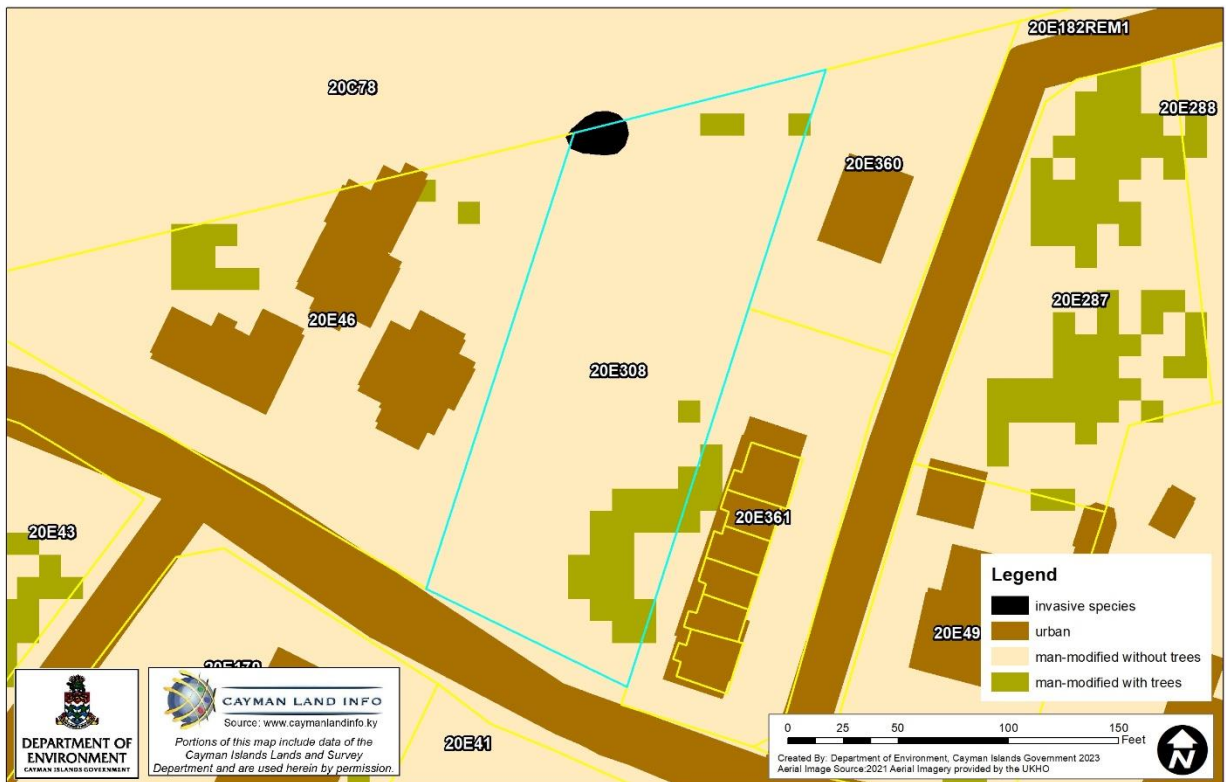 20E182REM1
20C78
20E288
20E360
20E287
20E46
20E308
20E361
20E43
Legend
invasive species
urban
man-modified without trees
man-modified with trees
20E49
20E41
DEPARTMENT OF
ENVIRONMENT
CAYMAN ISLANDS GOVERNMENT
CAYMAN LAND INFO
Source: www.caymanlandinfo.ky
Portions of this map include data of the
Cayman Islands Lands and Survey
Department and are used herein by permission.
0 25 50 100 150
Feet
Created By: Department of Environment, Cayman Islands Government 2023
Aerial Image Source:2021 Aerial Imagery provided by the UKHO
N